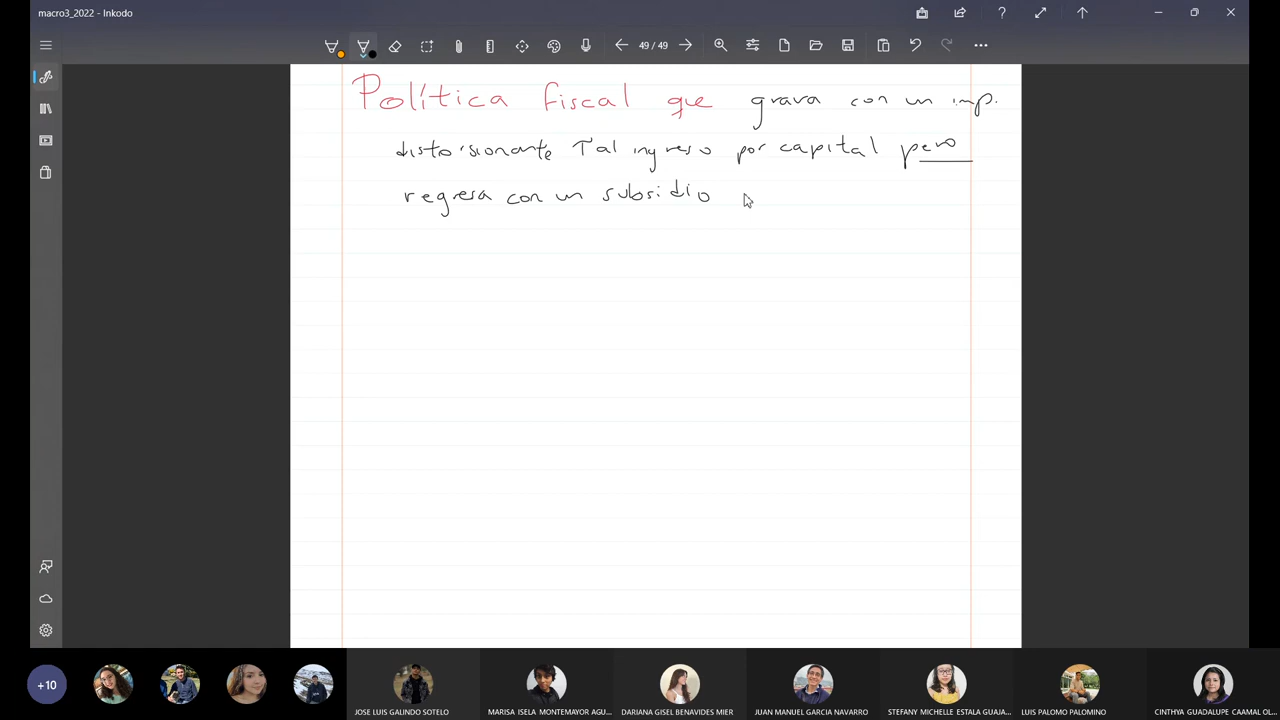 macro3_2022 - Inkodo
49 / 49
Política fiscal que grava con un imp.
distorsionante τ al ingreso por capital pero
regresa con un subsidio
+10
JOSE LUIS GALINDO SOTELO
MARISA ISELA MONTEMAYOR AGU...
DARIANA GISEL BENAVIDES MIER
JUAN MANUEL GARCIA NAVARRO
STEFANY MICHELLE ESTALA GUAJA...
LUIS PALOMO PALOMINO
CINTHYA GUADALUPE CAAMAL OL...